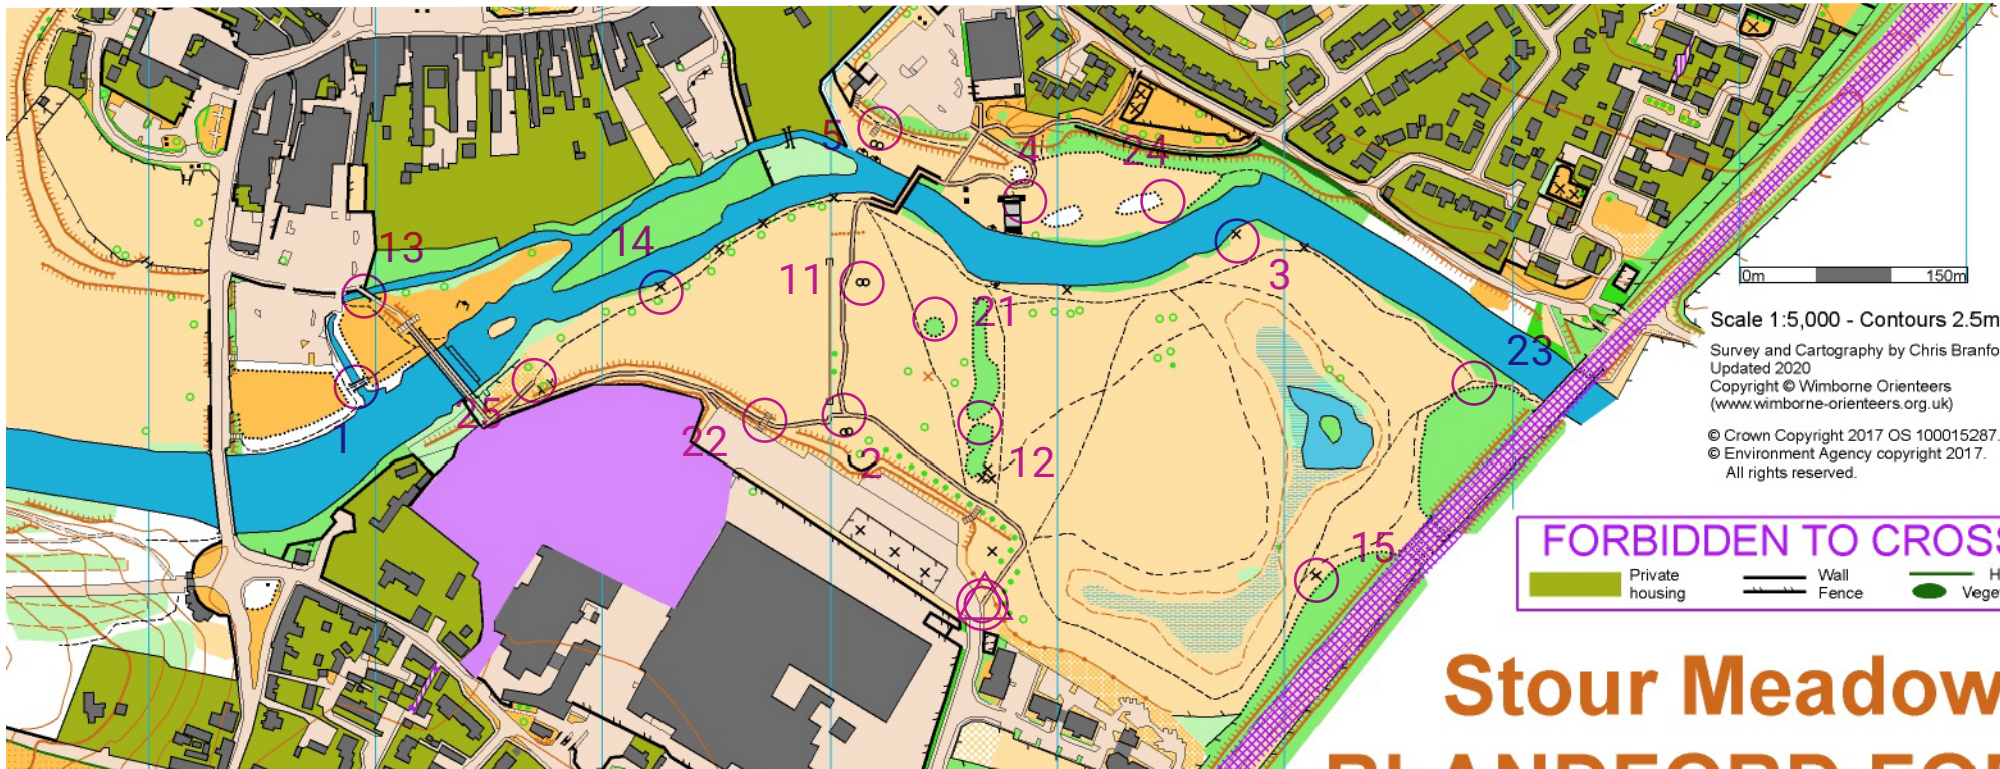 5
4
24
13
14
11
3
21
23
1
25
22
2
12
15
0m 150m
Scale 1:5,000 - Contours 2.5m
Survey and Cartography by Chris Branfo
Updated 2020
Copyright © Wimborne Orienteers
(www.wimborne-orienteers.org.uk)
© Crown Copyright 2017 OS 100015287.
© Environment Agency copyright 2017.
All rights reserved.
FORBIDDEN TO CROSS
Private housing
Wall
Fence
H
Veget
Stour Meadow